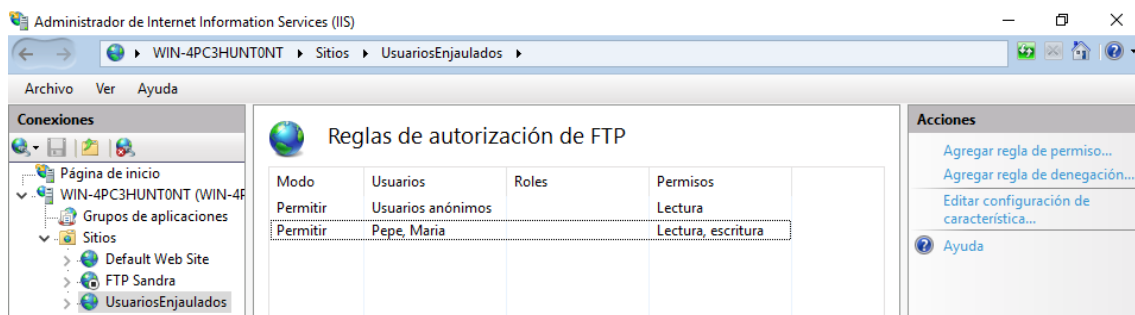 Administrador de Internet Information Services (IIS)
WIN-4PC3HUNT0NT Sitios UsuariosEnjaulados
Archivo Ver Ayuda
Conexiones
Página de inicio
WIN-4PC3HUNT0NT (WIN-4P
Grupos de aplicaciones
Sitios
Default Web Site
FTP Sandra
UsuariosEnjaulados
Reglas de autorización de FTP
Modo Usuarios Roles Permisos
Permitir Usuarios anónimos Lectura
Permitir Pepe, Maria Lectura, escritura
Acciones
Agregar regla de permiso...
Agregar regla de denegación...
Editar configuración de
característica...
Ayuda